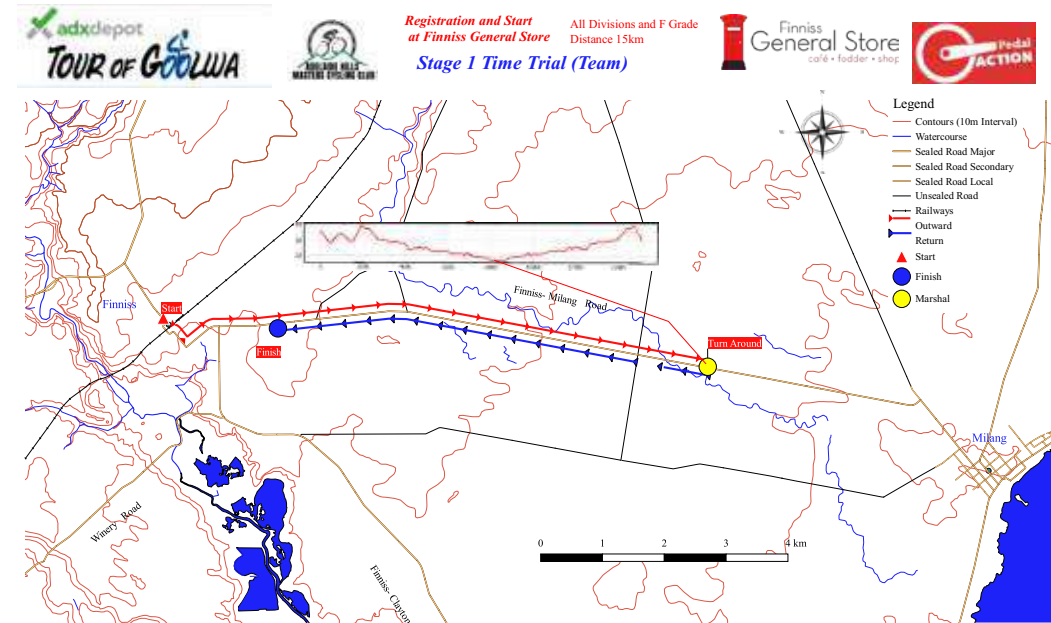 adxdepot
TOUR OF GOOLWA
ADELAIDE HILLS
MASTERS CYCLING CLUB
Registration and Start
at Finniss General Store
All Divisions and F Grade
Distance 15km
Stage 1 Time Trial (Team)
Finniss
General Store
café • fodder • shop
Pedal
ACTION
N
Legend
Contours (10m Interval)
Watercourse
Sealed Road Major
Sealed Road Secondary
Sealed Road Local
Unsealed Road
Railways
Outward
Return
Start
Finish
Marshal
Finniss
Start
Finniss- Milang Road
Finish
Turn Around
Milang
Winery Road
Finniss- Clayton
0 1 2 3 4 km